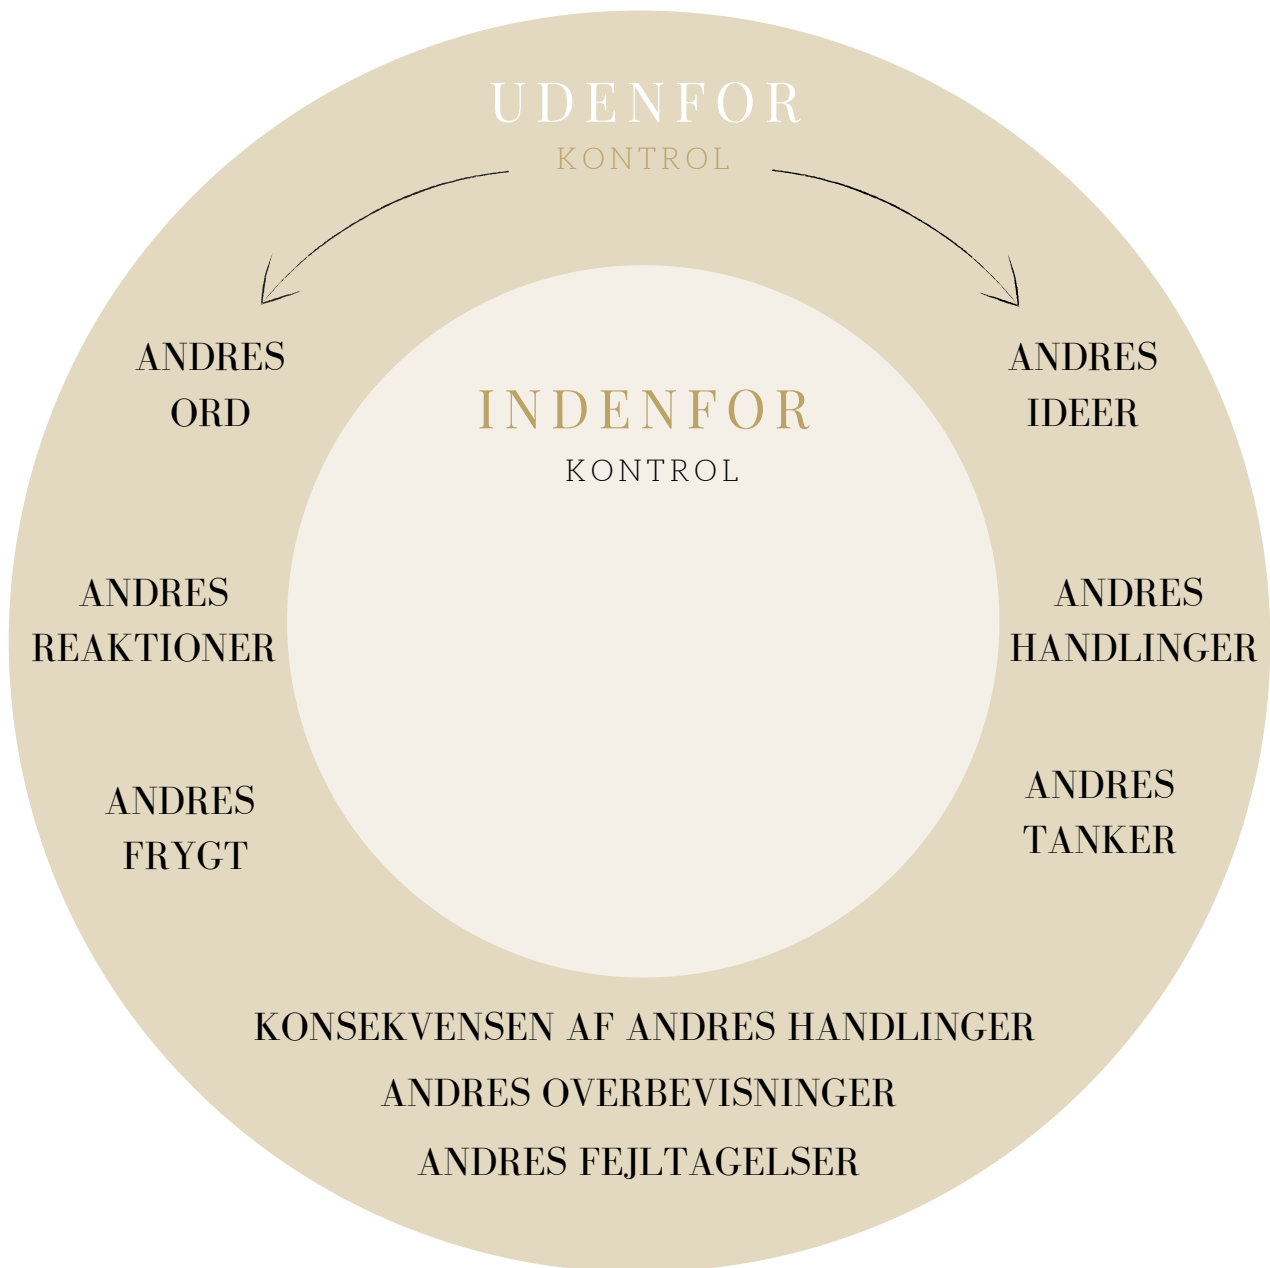 UDENFOR
KONTROL
ANDRES
ORD
ANDRES
IDEER
INDENFOR
KONTROL
ANDRES
REAKTIONER
ANDRES
HANDLINGER
ANDRES
FRYGT
ANDRES
TANKER
KONSEKVENSEN AF ANDRES HANDLINGER
ANDRES OVERBEVISNINGER
ANDRES FEJLTAGELSER